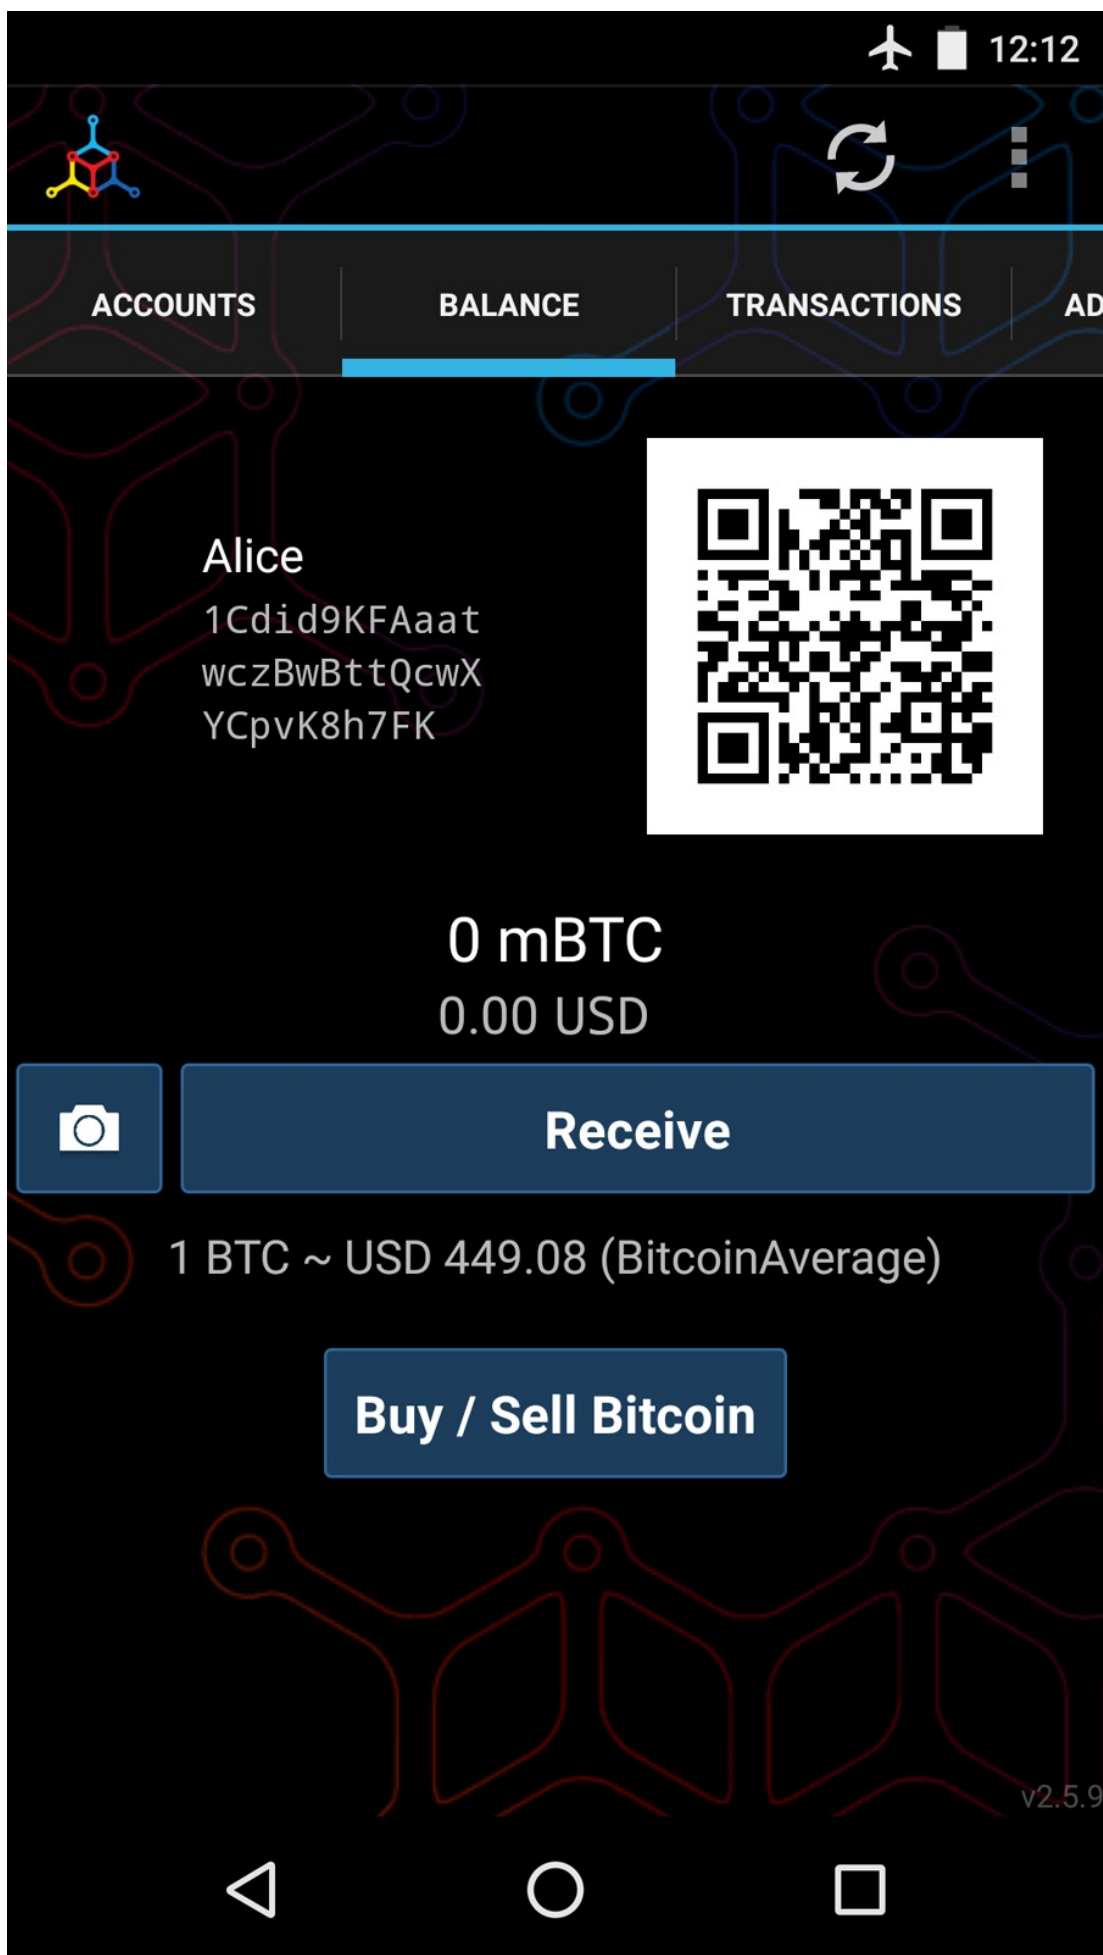 12:12
ACCOUNTS BALANCE TRANSACTIONS AD
Alice
1Cdid9KFAaat
wczBwBttQcwX
YCpvK8h7FK
0 mBTC
0.00 USD
Receive
1 BTC ~ USD 449.08 (BitcoinAverage)
Buy / Sell Bitcoin
v2.5.9